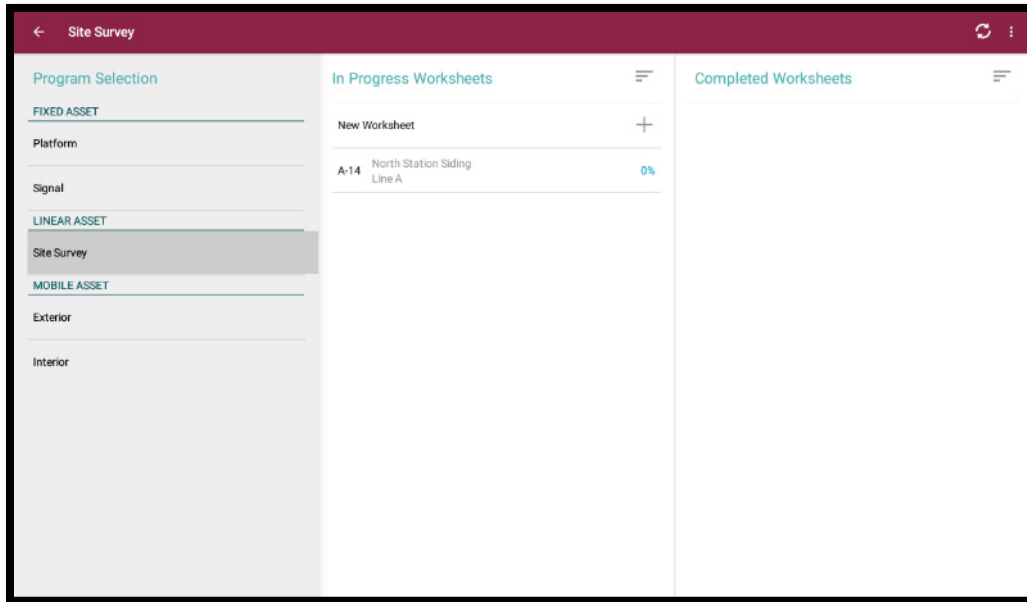 Site Survey
Program Selection
FIXED ASSET
Platform
Signal
LINEAR ASSET
Site Survey
MOBILE ASSET
Exterior
Interior
In Progress Worksheets
New Worksheet
A-14 North Station Siding
Line A
0%
Completed Worksheets